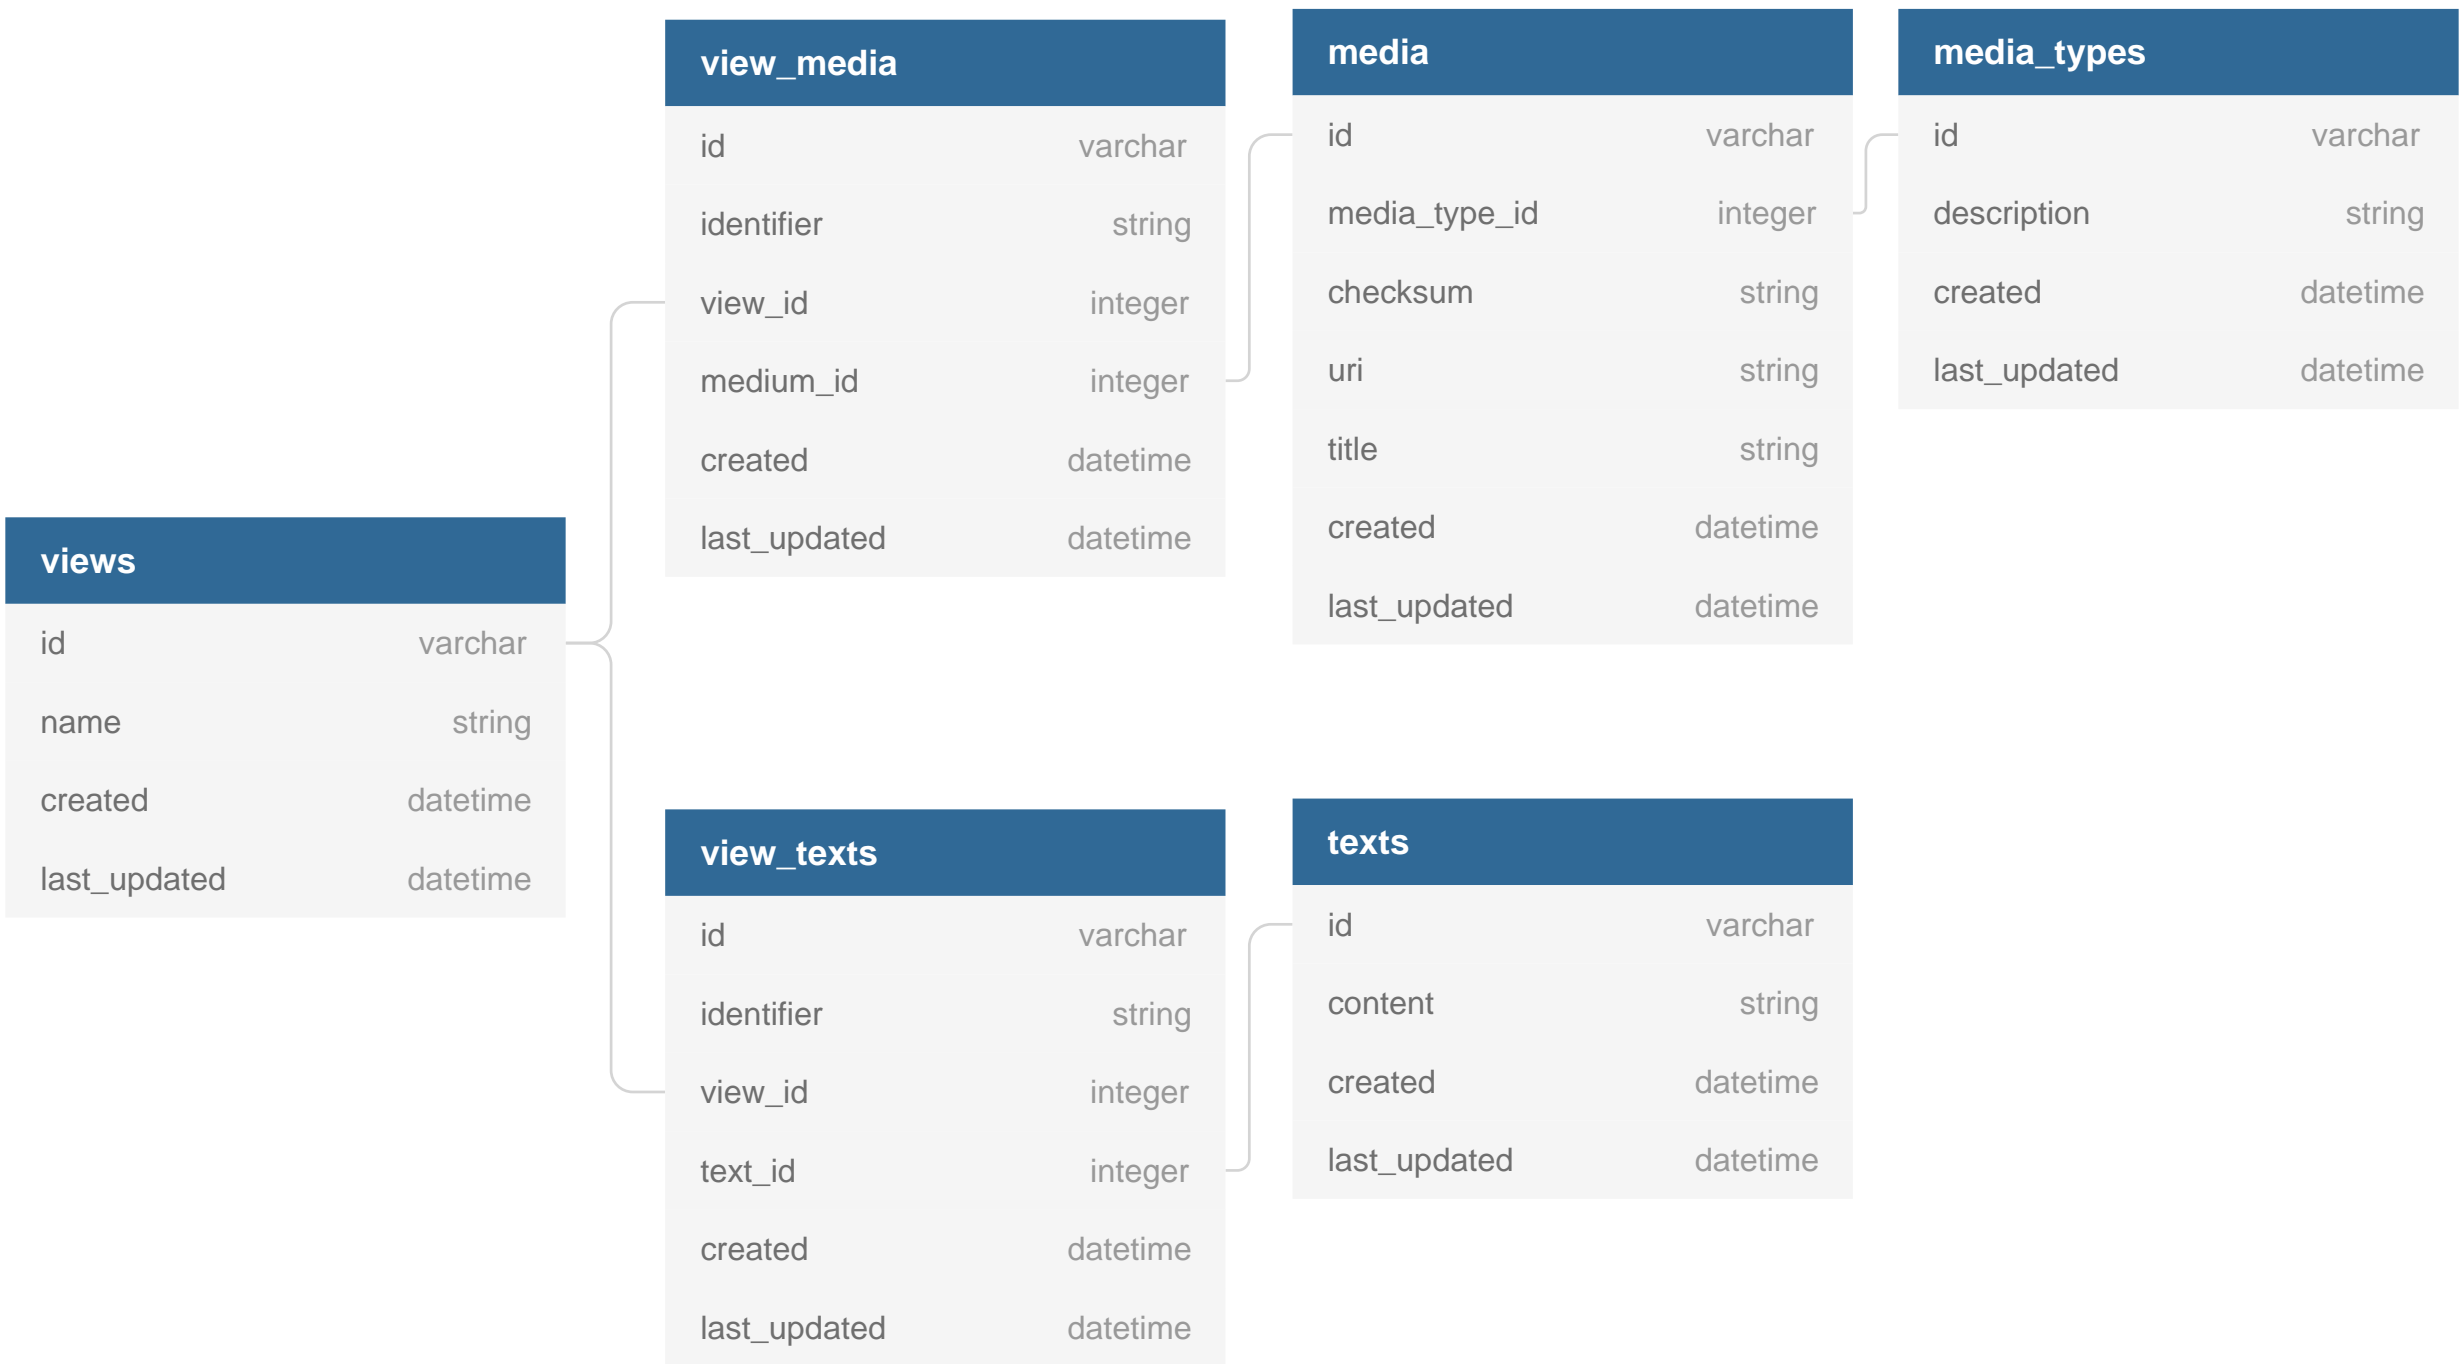 view_media
id varchar
identifier string
view_id integer
medium_id integer
created datetime
last_updated datetime
media
id varchar
media_type_id integer
checksum string
uri string
title string
created datetime
last_updated datetime
media_types
id varchar
description string
created datetime
last_updated datetime
views
id varchar
name string
created datetime
last_updated datetime
view_texts
id varchar
identifier string
view_id integer
text_id integer
created datetime
last_updated datetime
texts
id varchar
content string
created datetime
last_updated datetime